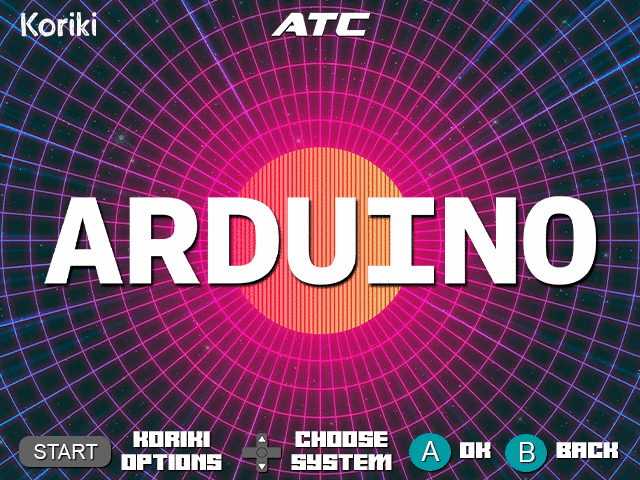 Koriki
ATC
ARDUINO
START
KORIKI
OPTIONS
CHOOSE
SYSTEM
A
OK
B
BACK